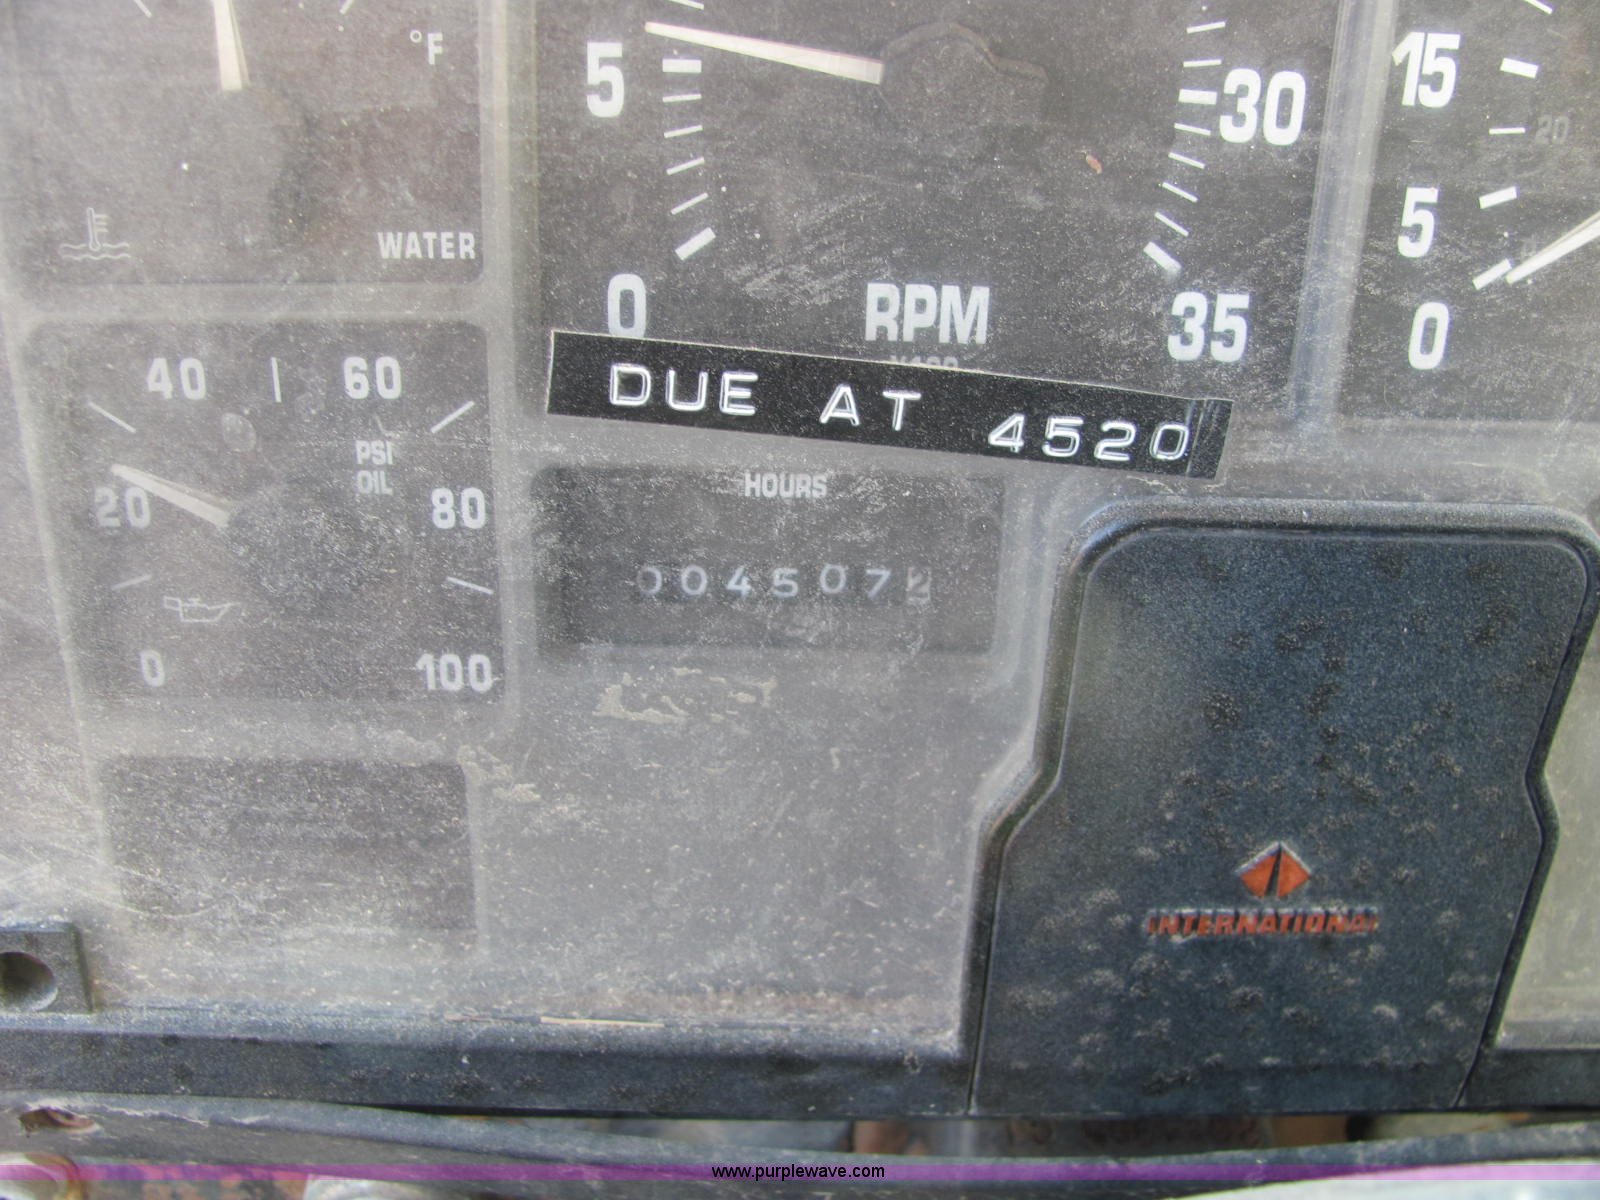 °F
5
30
15
20
WATER
5
0
RPM
35
0
DUE AT 4520
40
60
PSI
OIL
20
80
0
100
HOURS
0045072
INTERNATIONAL
www.purplewave.com